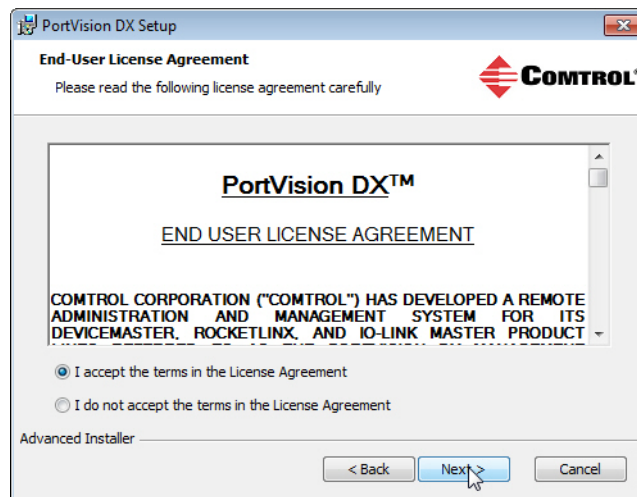 PortVision DX Setup
End-User License Agreement
Please read the following license agreement carefully
COMTROL®
PortVision DX™
END USER LICENSE AGREEMENT
COMTROL CORPORATION ("COMTROL") HAS DEVELOPED A REMOTE
ADMINISTRATION AND MANAGEMENT SYSTEM FOR ITS
DEVICEMASTER, ROCKETLINX, AND IO-LINK MASTER PRODUCT
I accept the terms in the License Agreement
I do not accept the terms in the License Agreement
Advanced Installer
< Back
Next >
Cancel